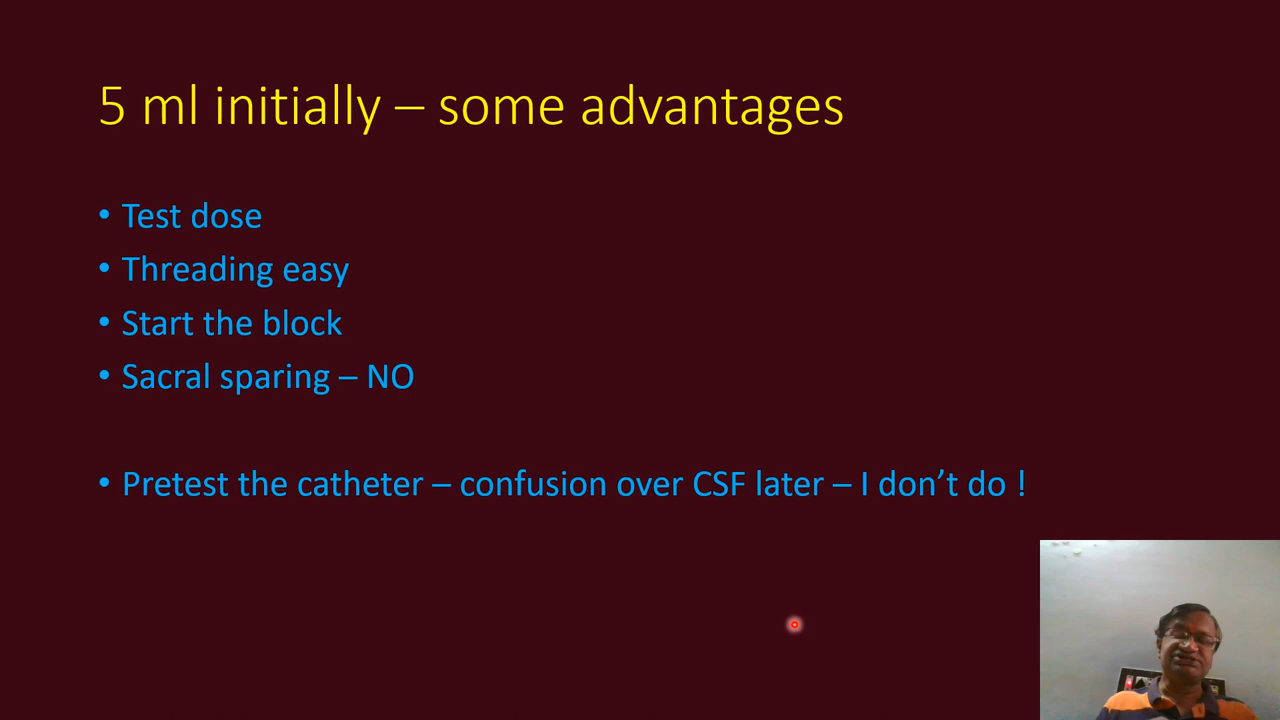 5 ml initially – some advantages
• Test dose
• Threading easy
• Start the block
• Sacral sparing – NO
• Pretest the catheter – confusion over CSF later – I don’t do !